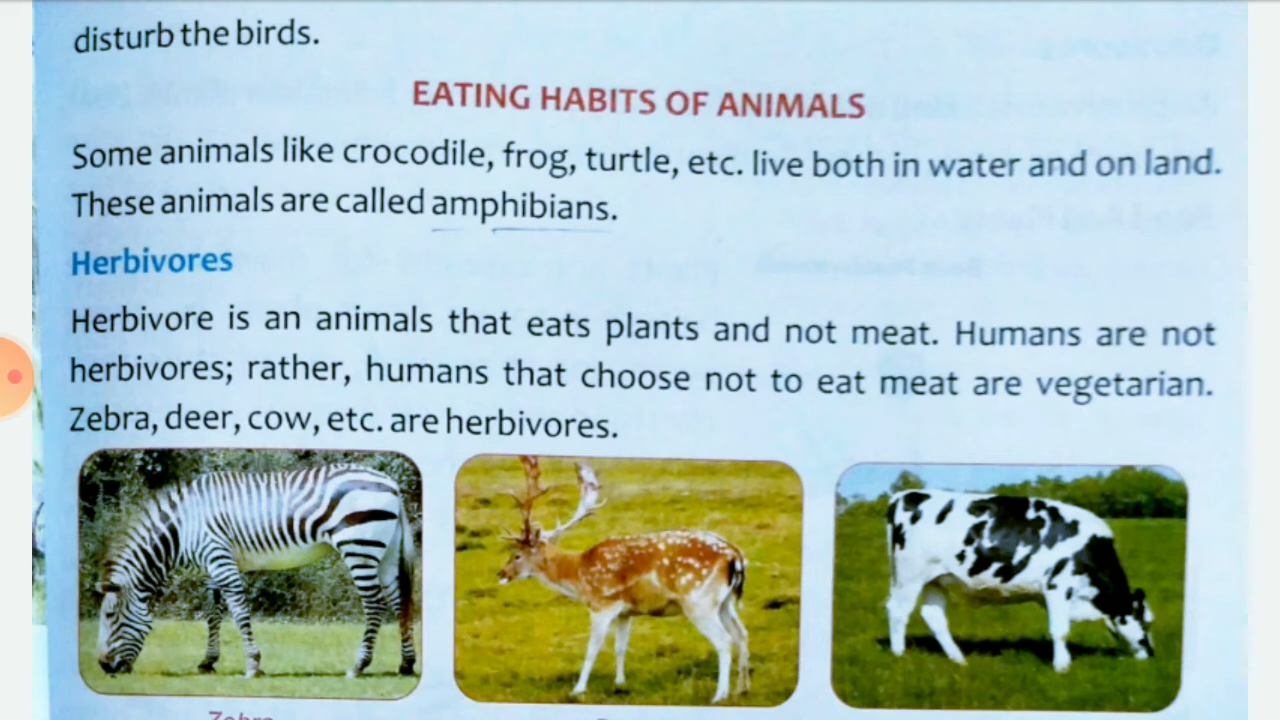 disturb the birds.
EATING HABITS OF ANIMALS
Some animals like crocodile, frog, turtle, etc. live both in water and on land.
These animals are called amphibians.
Herbivores
Herbivore is an animals that eats plants and not meat. Humans are not
herbivores; rather, humans that choose not to eat meat are vegetarian.
Zebra, deer, cow, etc. are herbivores.
Zebra